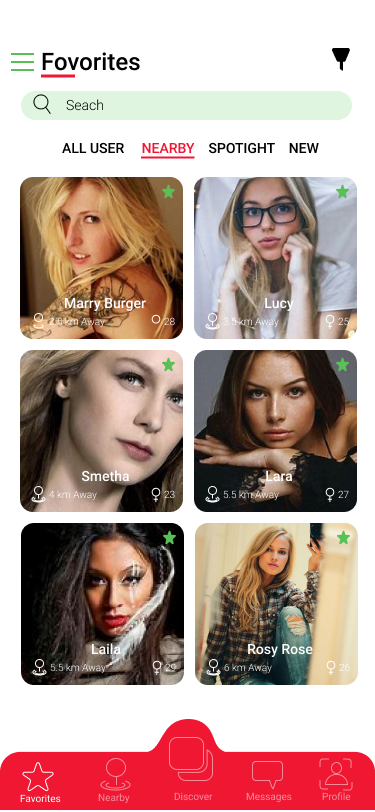 Fovorites
Seach
ALL USER NEARBY SPOTIGHT NEW
Marry Burger
2.5 km Away 28
Lucy
3.5 km Away 25
Smetha
4 km Away 23
Lara
5.5 km Away 27
Laila
5.5 km Away 29
Rosy Rose
6 km Away 26
Favorites Nearby Discover Messages Profile